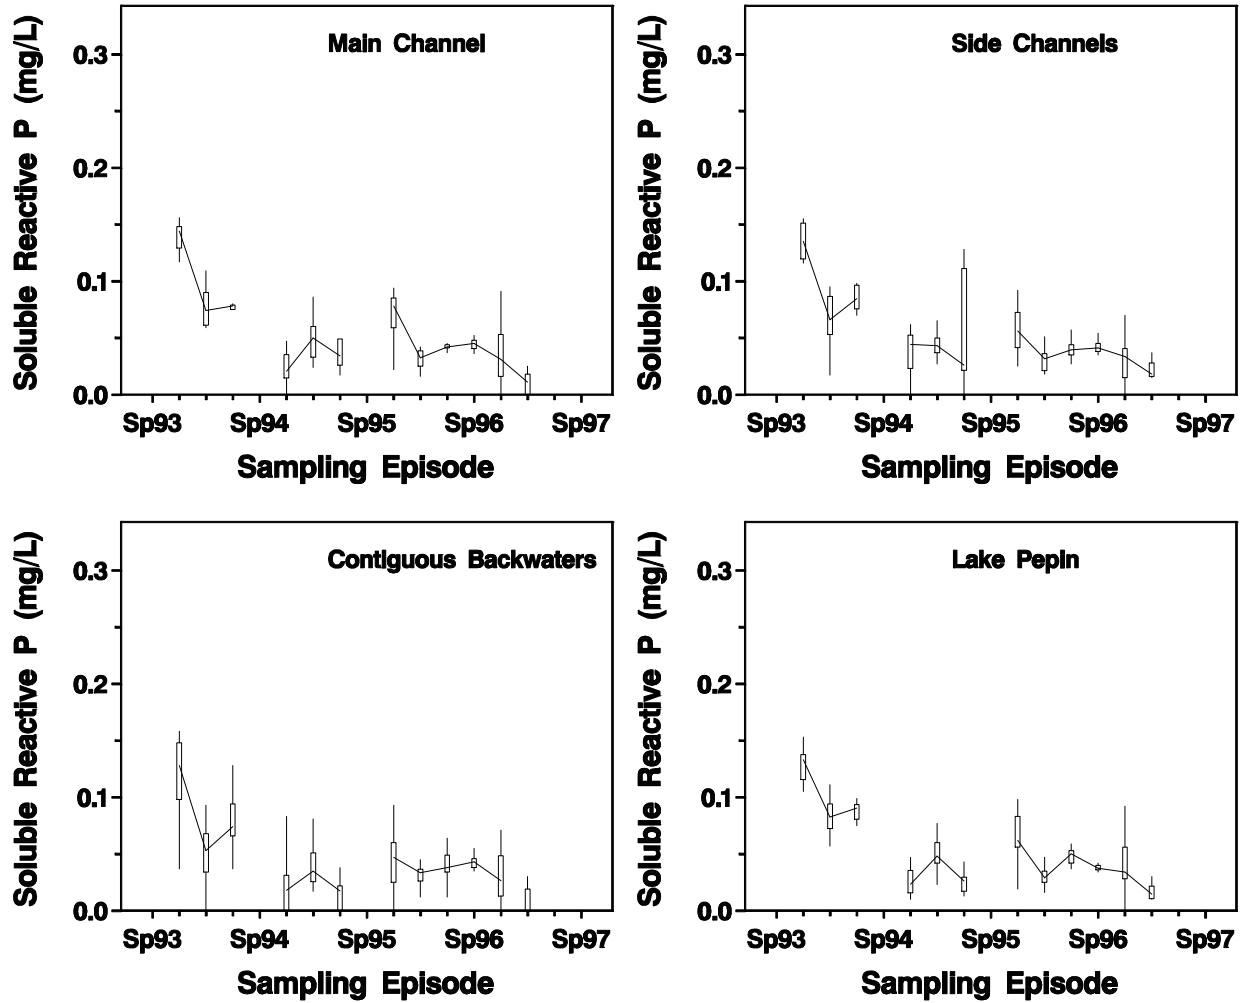 Main Channel
Soluble Reactive P (mg/L)
0.3
0.2
0.1
0.0
Sp93 Sp94 Sp95 Sp96 Sp97
Sampling Episode
Side Channels
Soluble Reactive P (mg/L)
0.3
0.2
0.1
0.0
Sp93 Sp94 Sp95 Sp96 Sp97
Sampling Episode
Contiguous Backwaters
Soluble Reactive P (mg/L)
0.3
0.2
0.1
0.0
Sp93 Sp94 Sp95 Sp96 Sp97
Sampling Episode
Lake Pepin
Soluble Reactive P (mg/L)
0.3
0.2
0.1
0.0
Sp93 Sp94 Sp95 Sp96 Sp97
Sampling Episode